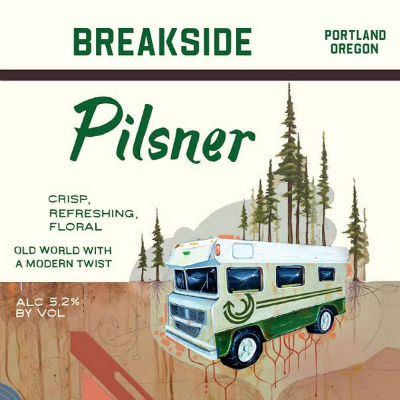 BREAKSIDE
PORTLAND
OREGON
Pilsner
CRISP,
REFRESHING,
FLORAL
OLD WORLD WITH
A MODERN TWIST
ALC 5.2%
BY VOL